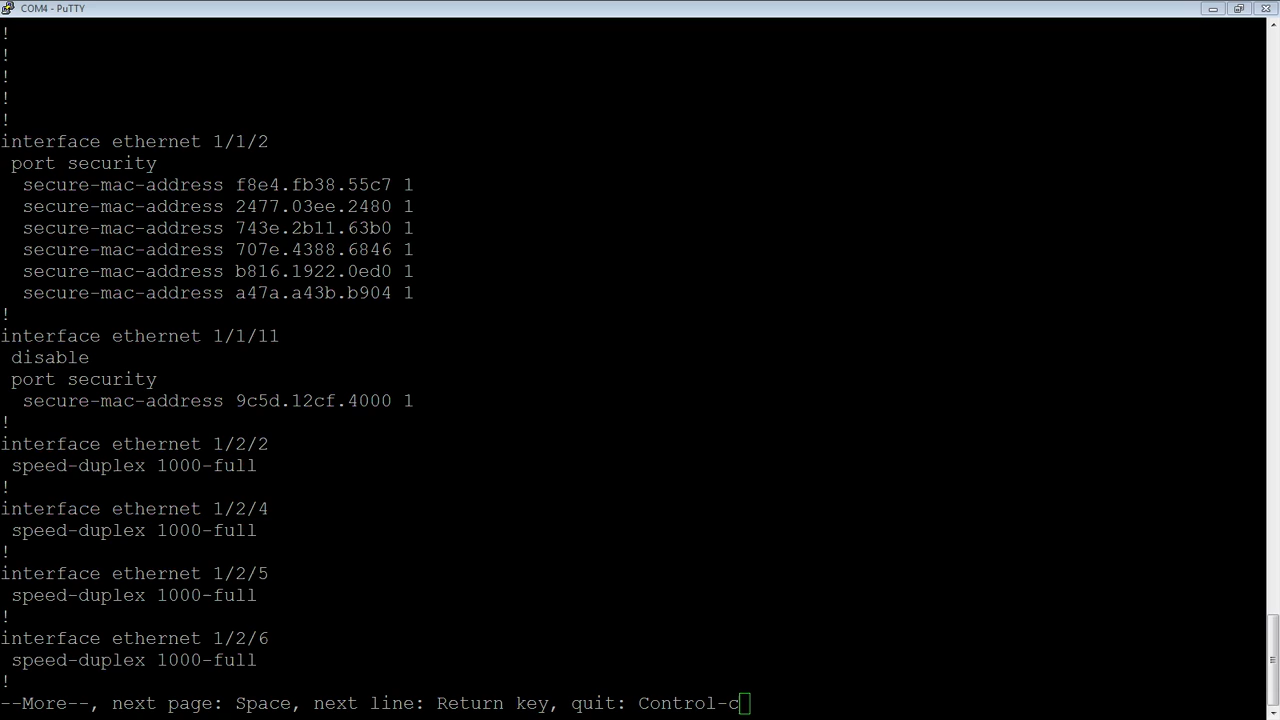 COM4 - PuTTY
!
!
!
!
!
interface ethernet 1/1/2
 port security
  secure-mac-address f8e4.fb38.55c7 1
  secure-mac-address 2477.03ee.2480 1
  secure-mac-address 743e.2b11.63b0 1
  secure-mac-address 707e.4388.6846 1
  secure-mac-address b816.1922.0ed0 1
  secure-mac-address a47a.a43b.b904 1
!
interface ethernet 1/1/11
 disable
 port security
  secure-mac-address 9c5d.12cf.4000 1
!
interface ethernet 1/2/2
 speed-duplex 1000-full
!
interface ethernet 1/2/4
 speed-duplex 1000-full
!
interface ethernet 1/2/5
 speed-duplex 1000-full
!
interface ethernet 1/2/6
 speed-duplex 1000-full
!
--More--, next page: Space, next line: Return key, quit: Control-c